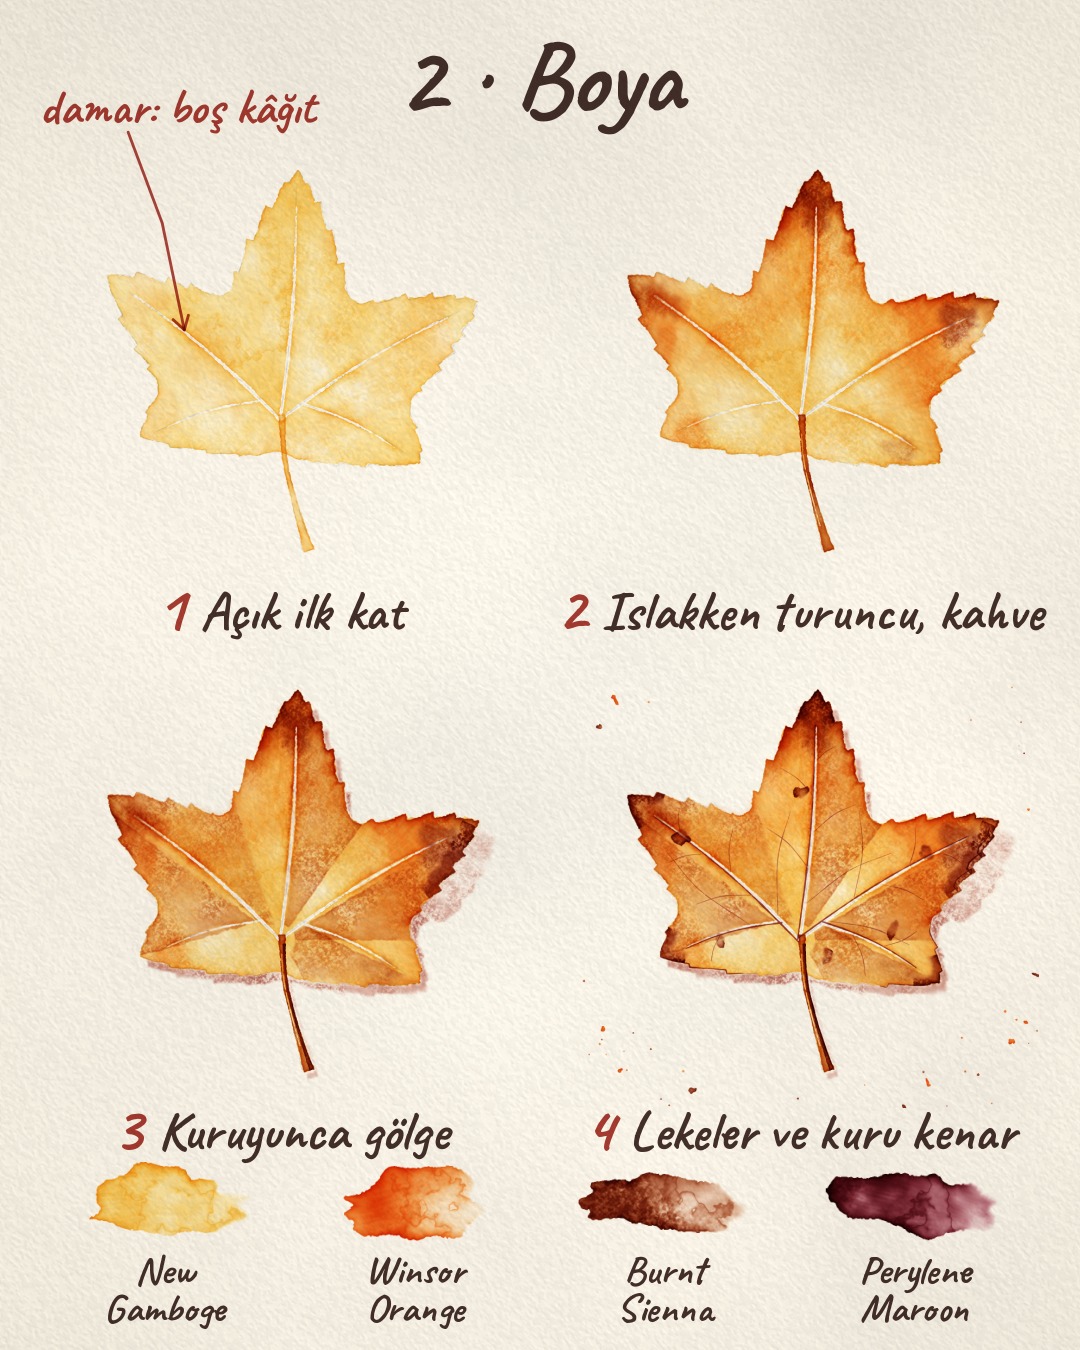 2 · Boya
damar: boş kâğıt
1 Açık ilk kat
2 Islakken turuncu, kahve
3 Kuruyunca gölge
4 Lekeler ve kuru kenar
New
Gamboge
Winsor
Orange
Burnt
Sienna
Perylene
Maroon